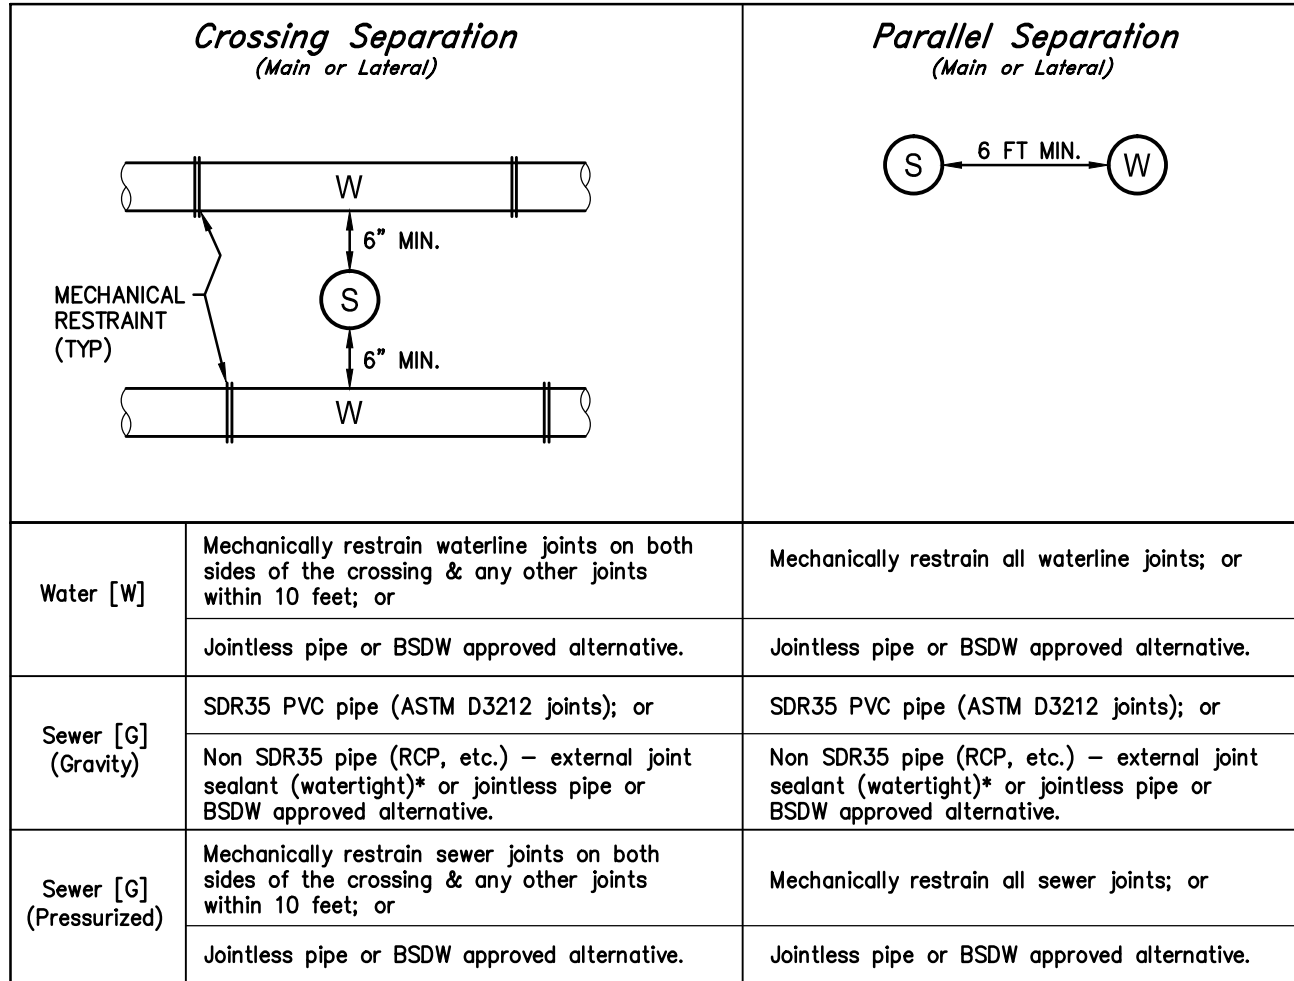 Crossing Separation
(Main or Lateral)
Parallel Separation
(Main or Lateral)
W
6” MIN.
S
6” MIN.
W
MECHANICAL
RESTRAINT
(TYP)
S
6 FT MIN.
W
Water [W]
Mechanically restrain waterline joints on both
sides of the crossing & any other joints
within 10 feet; or
Mechanically restrain all waterline joints; or
Jointless pipe or BSDW approved alternative.
Jointless pipe or BSDW approved alternative.
Sewer [G]
(Gravity)
SDR35 PVC pipe (ASTM D3212 joints); or
SDR35 PVC pipe (ASTM D3212 joints); or
Non SDR35 pipe (RCP, etc.) – external joint
sealant (watertight)* or jointless pipe or
BSDW approved alternative.
Non SDR35 pipe (RCP, etc.) – external joint
sealant (watertight)* or jointless pipe or
BSDW approved alternative.
Sewer [G]
(Pressurized)
Mechanically restrain sewer joints on both
sides of the crossing & any other joints
within 10 feet; or
Mechanically restrain all sewer joints; or
Jointless pipe or BSDW approved alternative.
Jointless pipe or BSDW approved alternative.